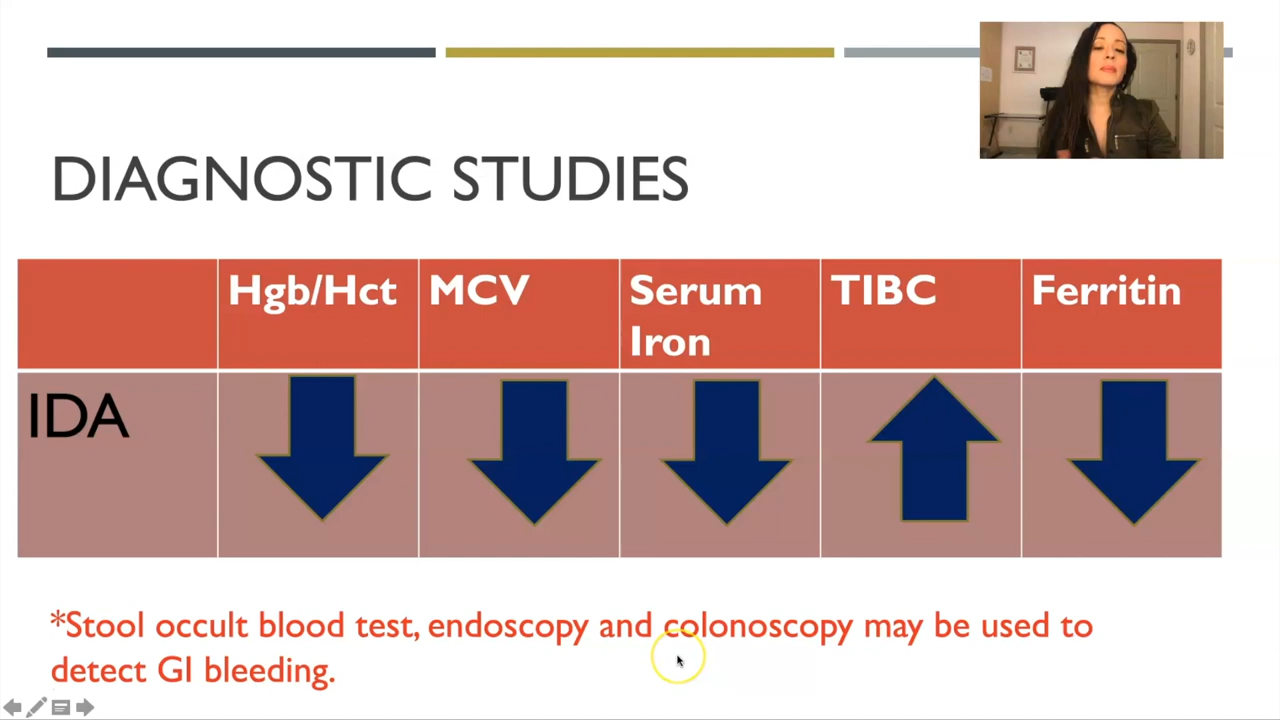 DIAGNOSTIC STUDIES
Hgb/Hct MCV Serum Iron TIBC Ferritin
IDA
*Stool occult blood test, endoscopy and colonoscopy may be used to
detect GI bleeding.